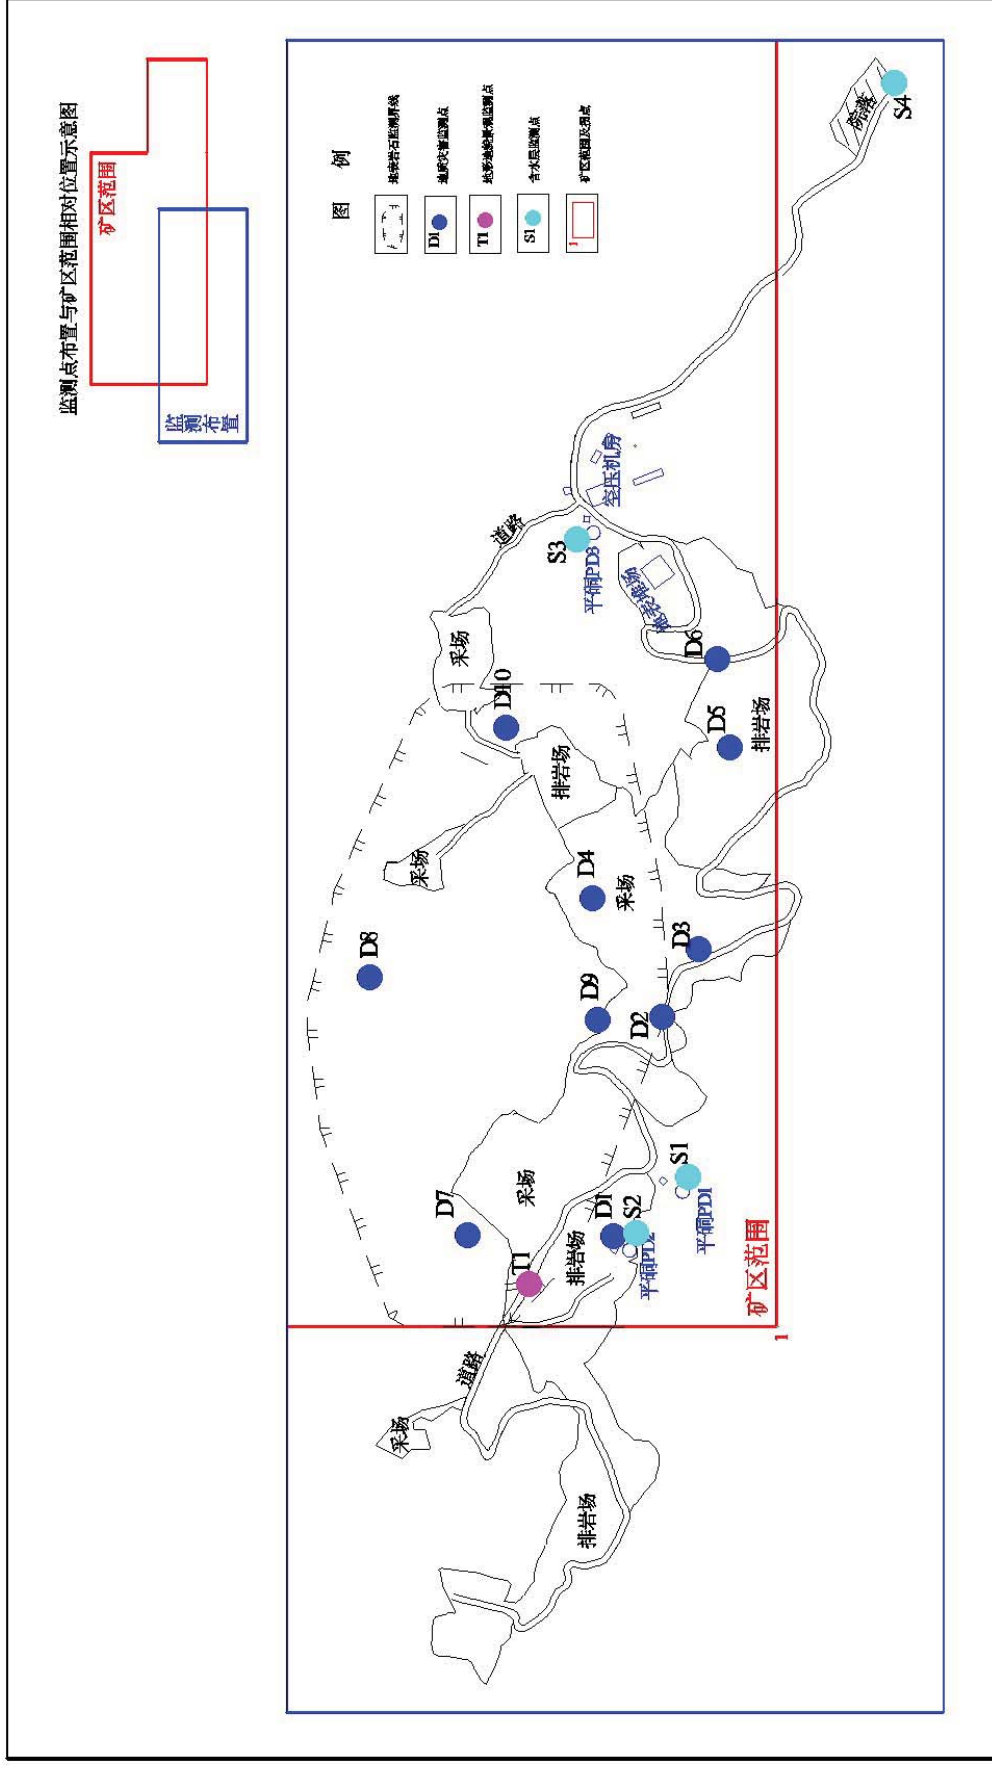 监测点布置与矿区范围相对位置示意图
矿区范围
监测布置
图 例
地表岩石监测界线
D1
地质灾害监测点
T1
地形地貌景观监测点
S1
含水层监测点
1
矿区范围及拐点
采场
道路
排岩场
T1
D7
采场
排岩场
D1
S2
平硐PD2
S1
平硐PD1
D8
D9
D2
D3
D4
采场
采场
排岩场
D10
采场
道路
S3
平硐PD3
空压机房
D6
D5
排岩场
院落
S4
矿区范围
1